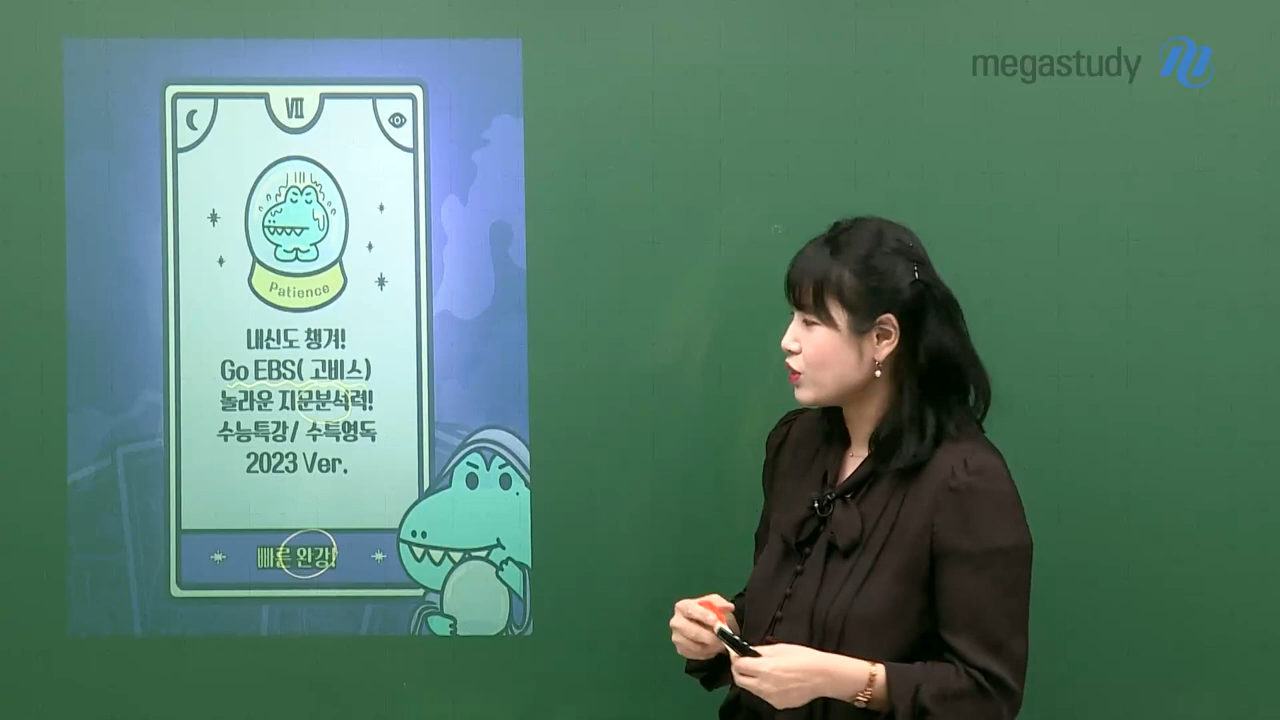 megastudy
VII
Patience
내신도 챙겨!
Go EBS( 고비스)
놀라운 지문분석력!
수능특강/ 수특영독
2023 Ver.
빠른 완강!